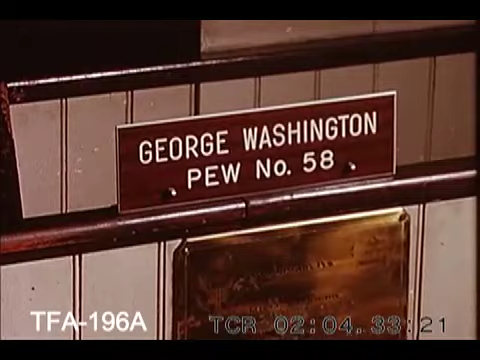 GEORGE WASHINGTON
PEW No. 58
TFA-196A
TCR 02:04.33:21